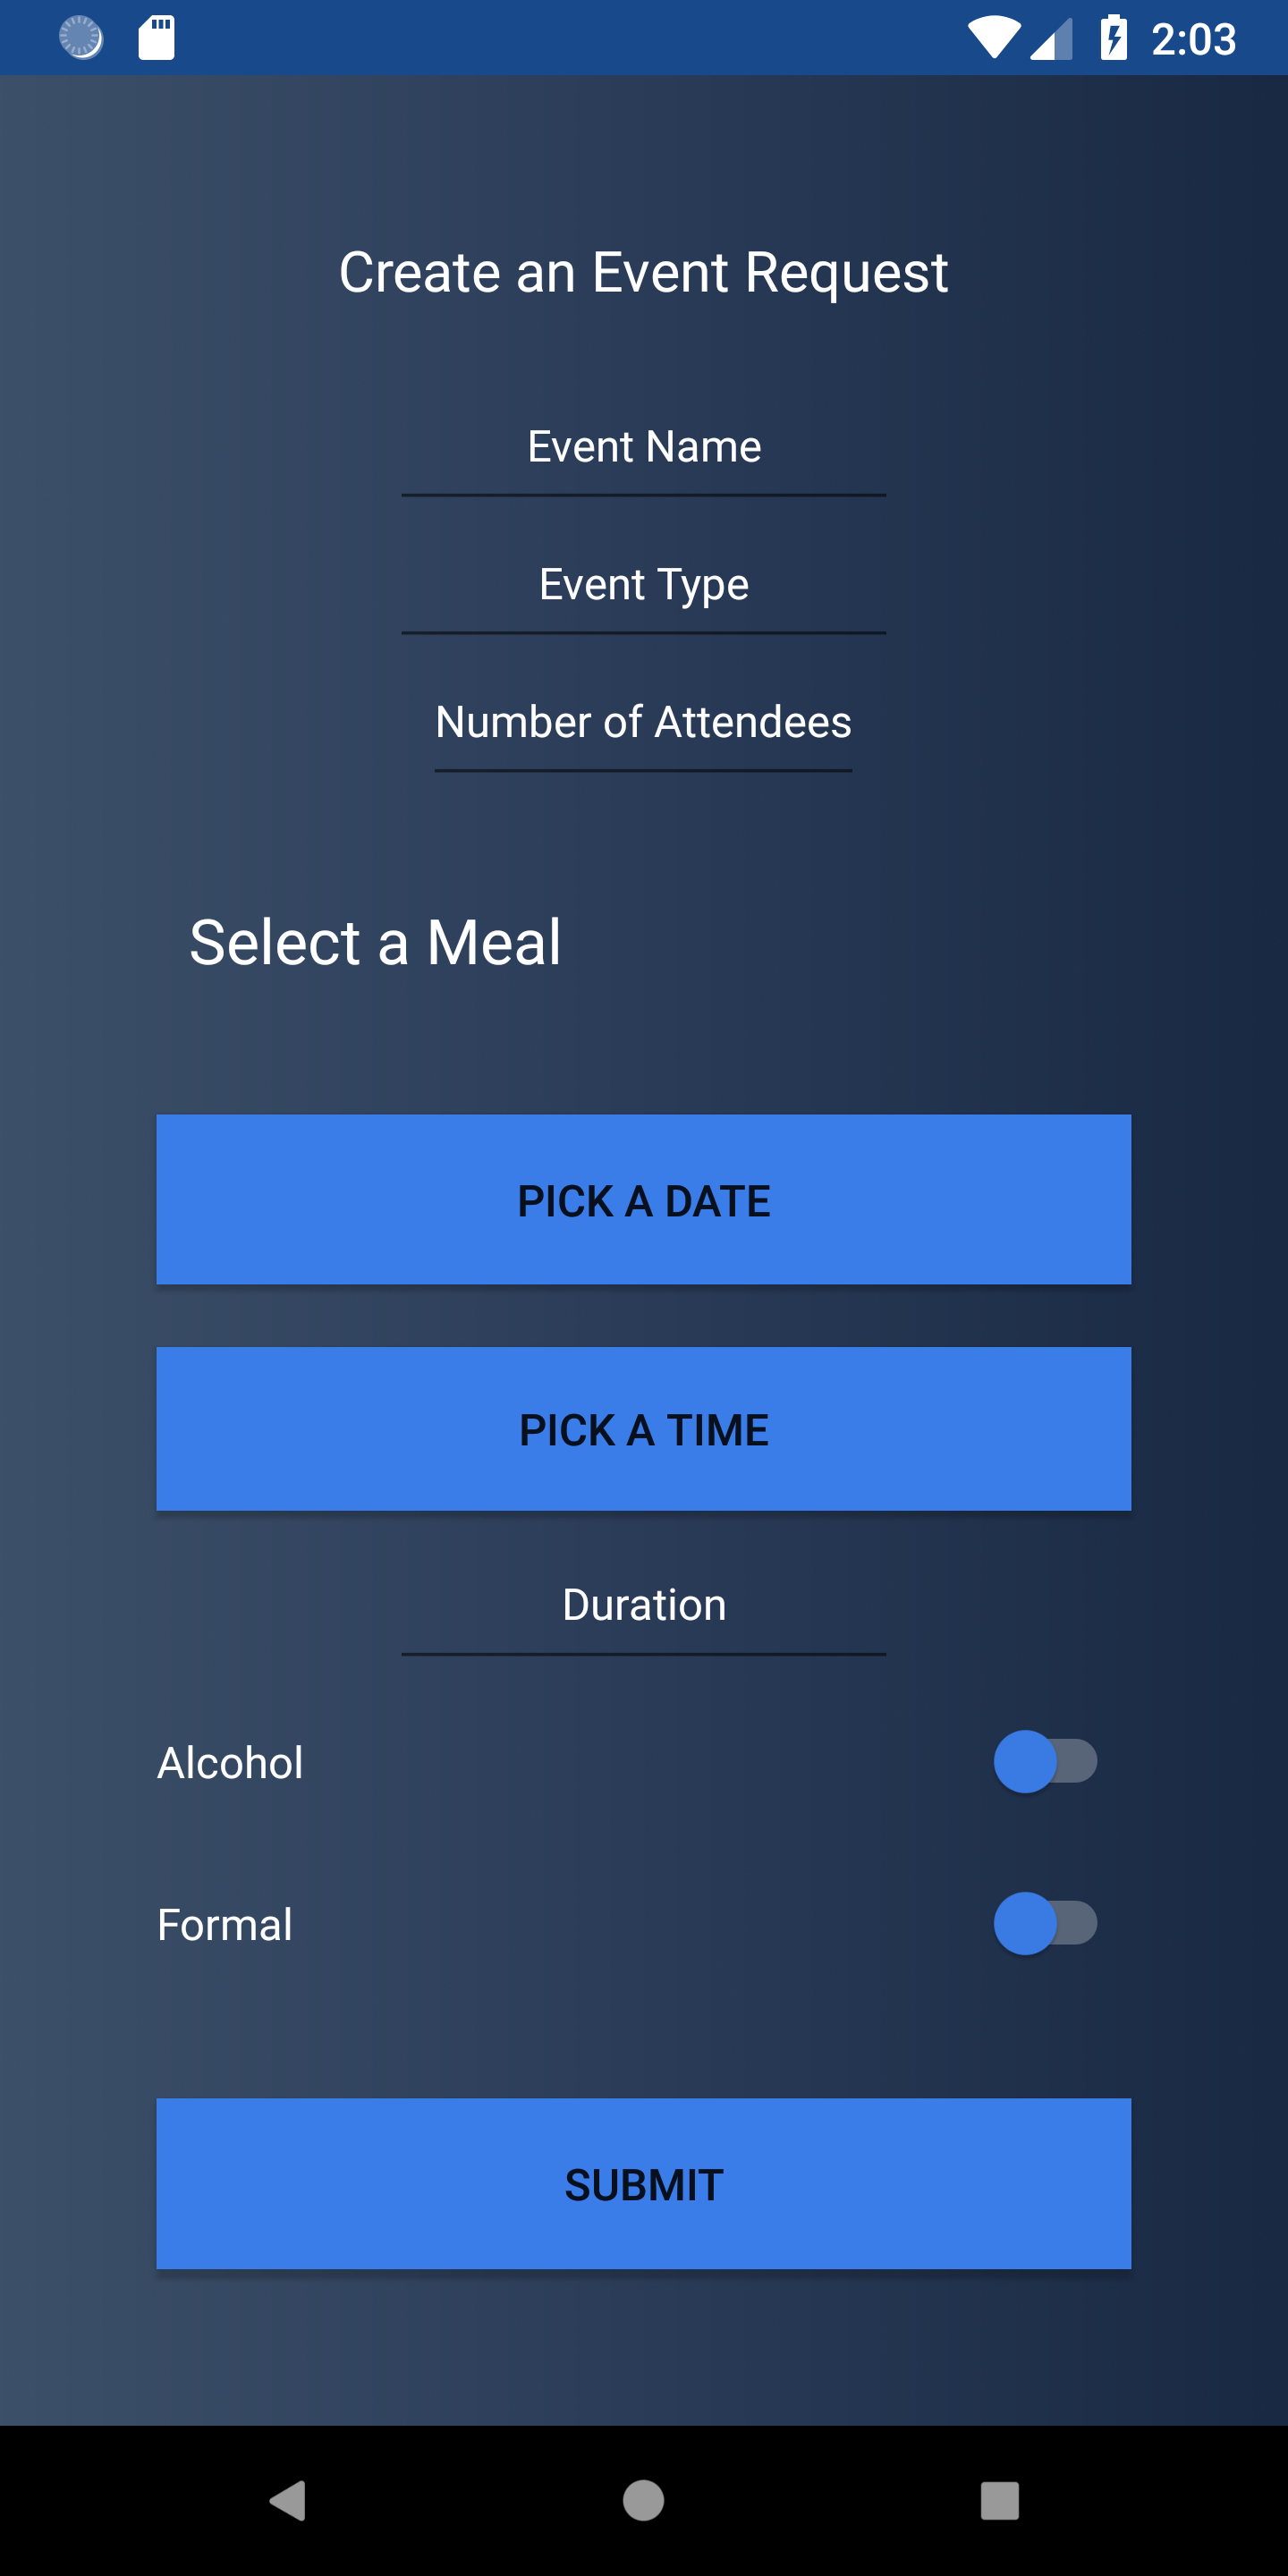 2:03
Create an Event Request
Event Name
Event Type
Number of Attendees
Select a Meal
PICK A DATE
PICK A TIME
Duration
Alcohol
Formal
SUBMIT